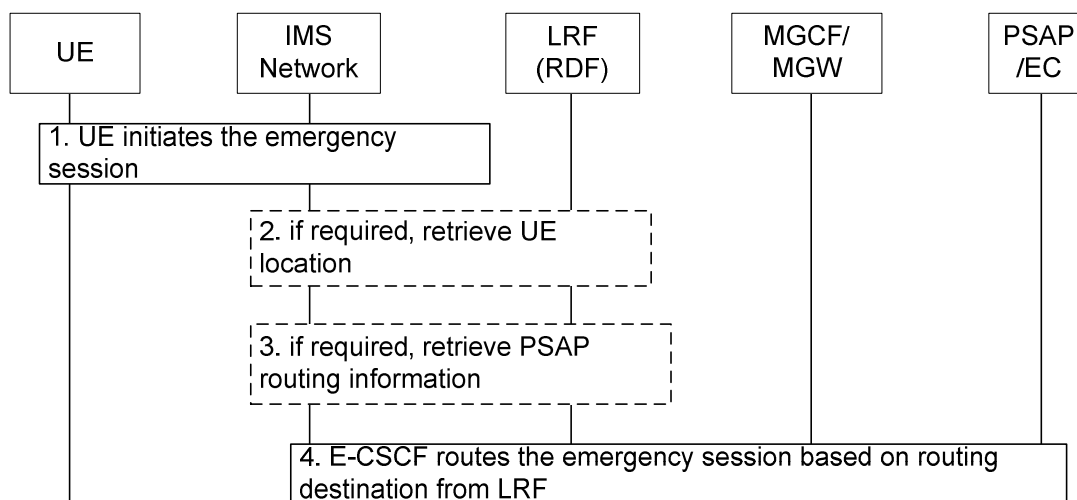 UE
IMS
Network
LRF
(RDF)
MGCF/
MGW
PSAP
/EC
1. UE initiates the emergency
session
2. if required, retrieve UE
location
3. if required, retrieve PSAP
routing information
4. E-CSCF routes the emergency session based on routing
destination from LRF